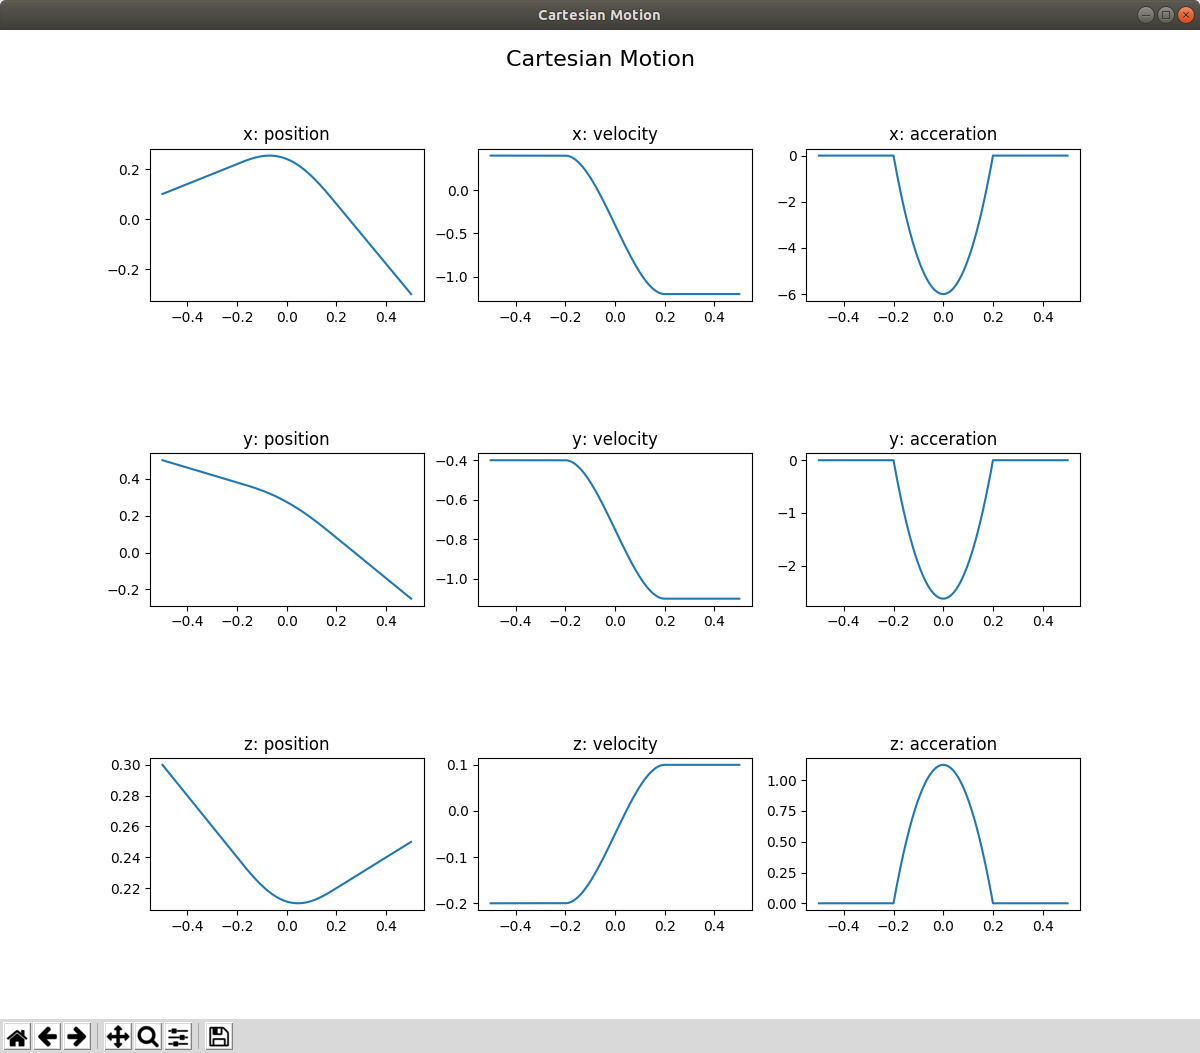 Cartesian Motion
Cartesian Motion
x: position
x: velocity
x: acceration
0.2
0.0
−0.2
−0.4 −0.2 0.0 0.2 0.4
0.0
−0.5
−1.0
−0.4 −0.2 0.0 0.2 0.4
0
−2
−4
−6
−0.4 −0.2 0.0 0.2 0.4
y: position
y: velocity
y: acceration
0.4
0.2
0.0
−0.2
−0.4 −0.2 0.0 0.2 0.4
−0.4
−0.6
−0.8
−1.0
−0.4 −0.2 0.0 0.2 0.4
0
−1
−2
−0.4 −0.2 0.0 0.2 0.4
z: position
z: velocity
z: acceration
0.30
0.28
0.26
0.24
0.22
−0.4 −0.2 0.0 0.2 0.4
0.1
0.0
−0.1
−0.2
−0.4 −0.2 0.0 0.2 0.4
1.00
0.75
0.50
0.25
0.00
−0.4 −0.2 0.0 0.2 0.4